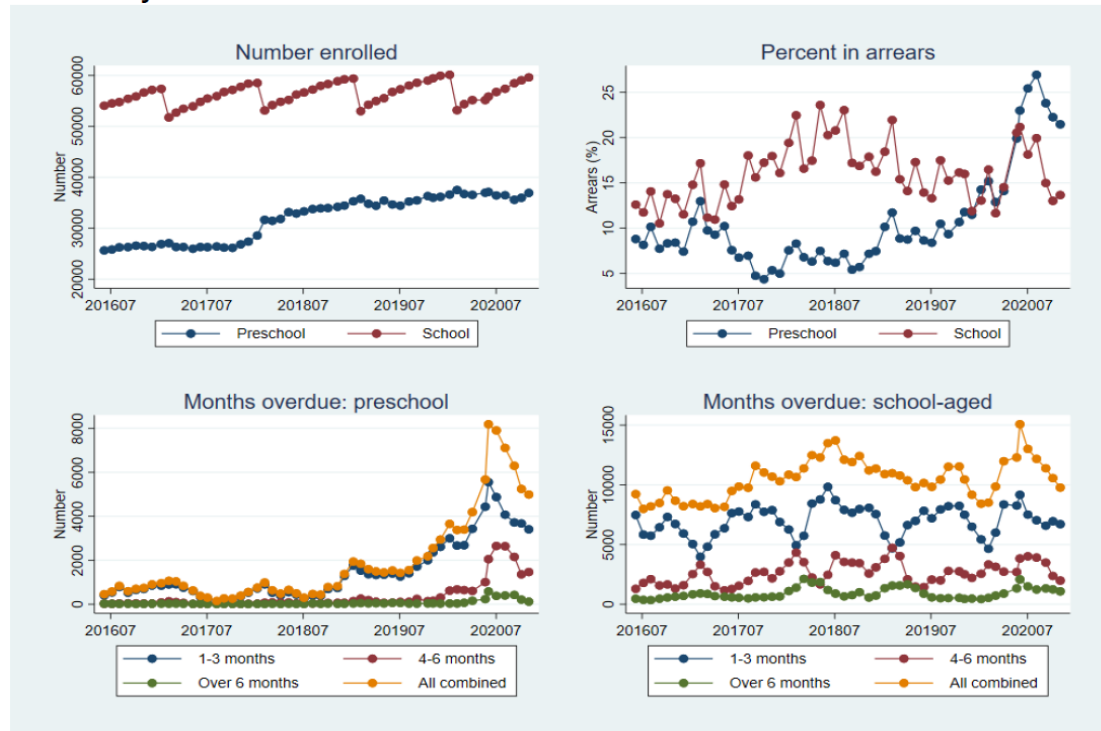 Number enrolled
Number
60000
50000
40000
30000
20000
201607 201707 201807 201907 202007
Preschool School
Percent in arrears
Arrears (%)
25
20
15
10
5
201607 201707 201807 201907 202007
Preschool School
Months overdue: preschool
Number
8000
6000
4000
2000
0
201607 201707 201807 201907 202007
1-3 months 4-6 months
Over 6 months All combined
Months overdue: school-aged
Number
15000
10000
5000
0
201607 201707 201807 201907 202007
1-3 months 4-6 months
Over 6 months All combined